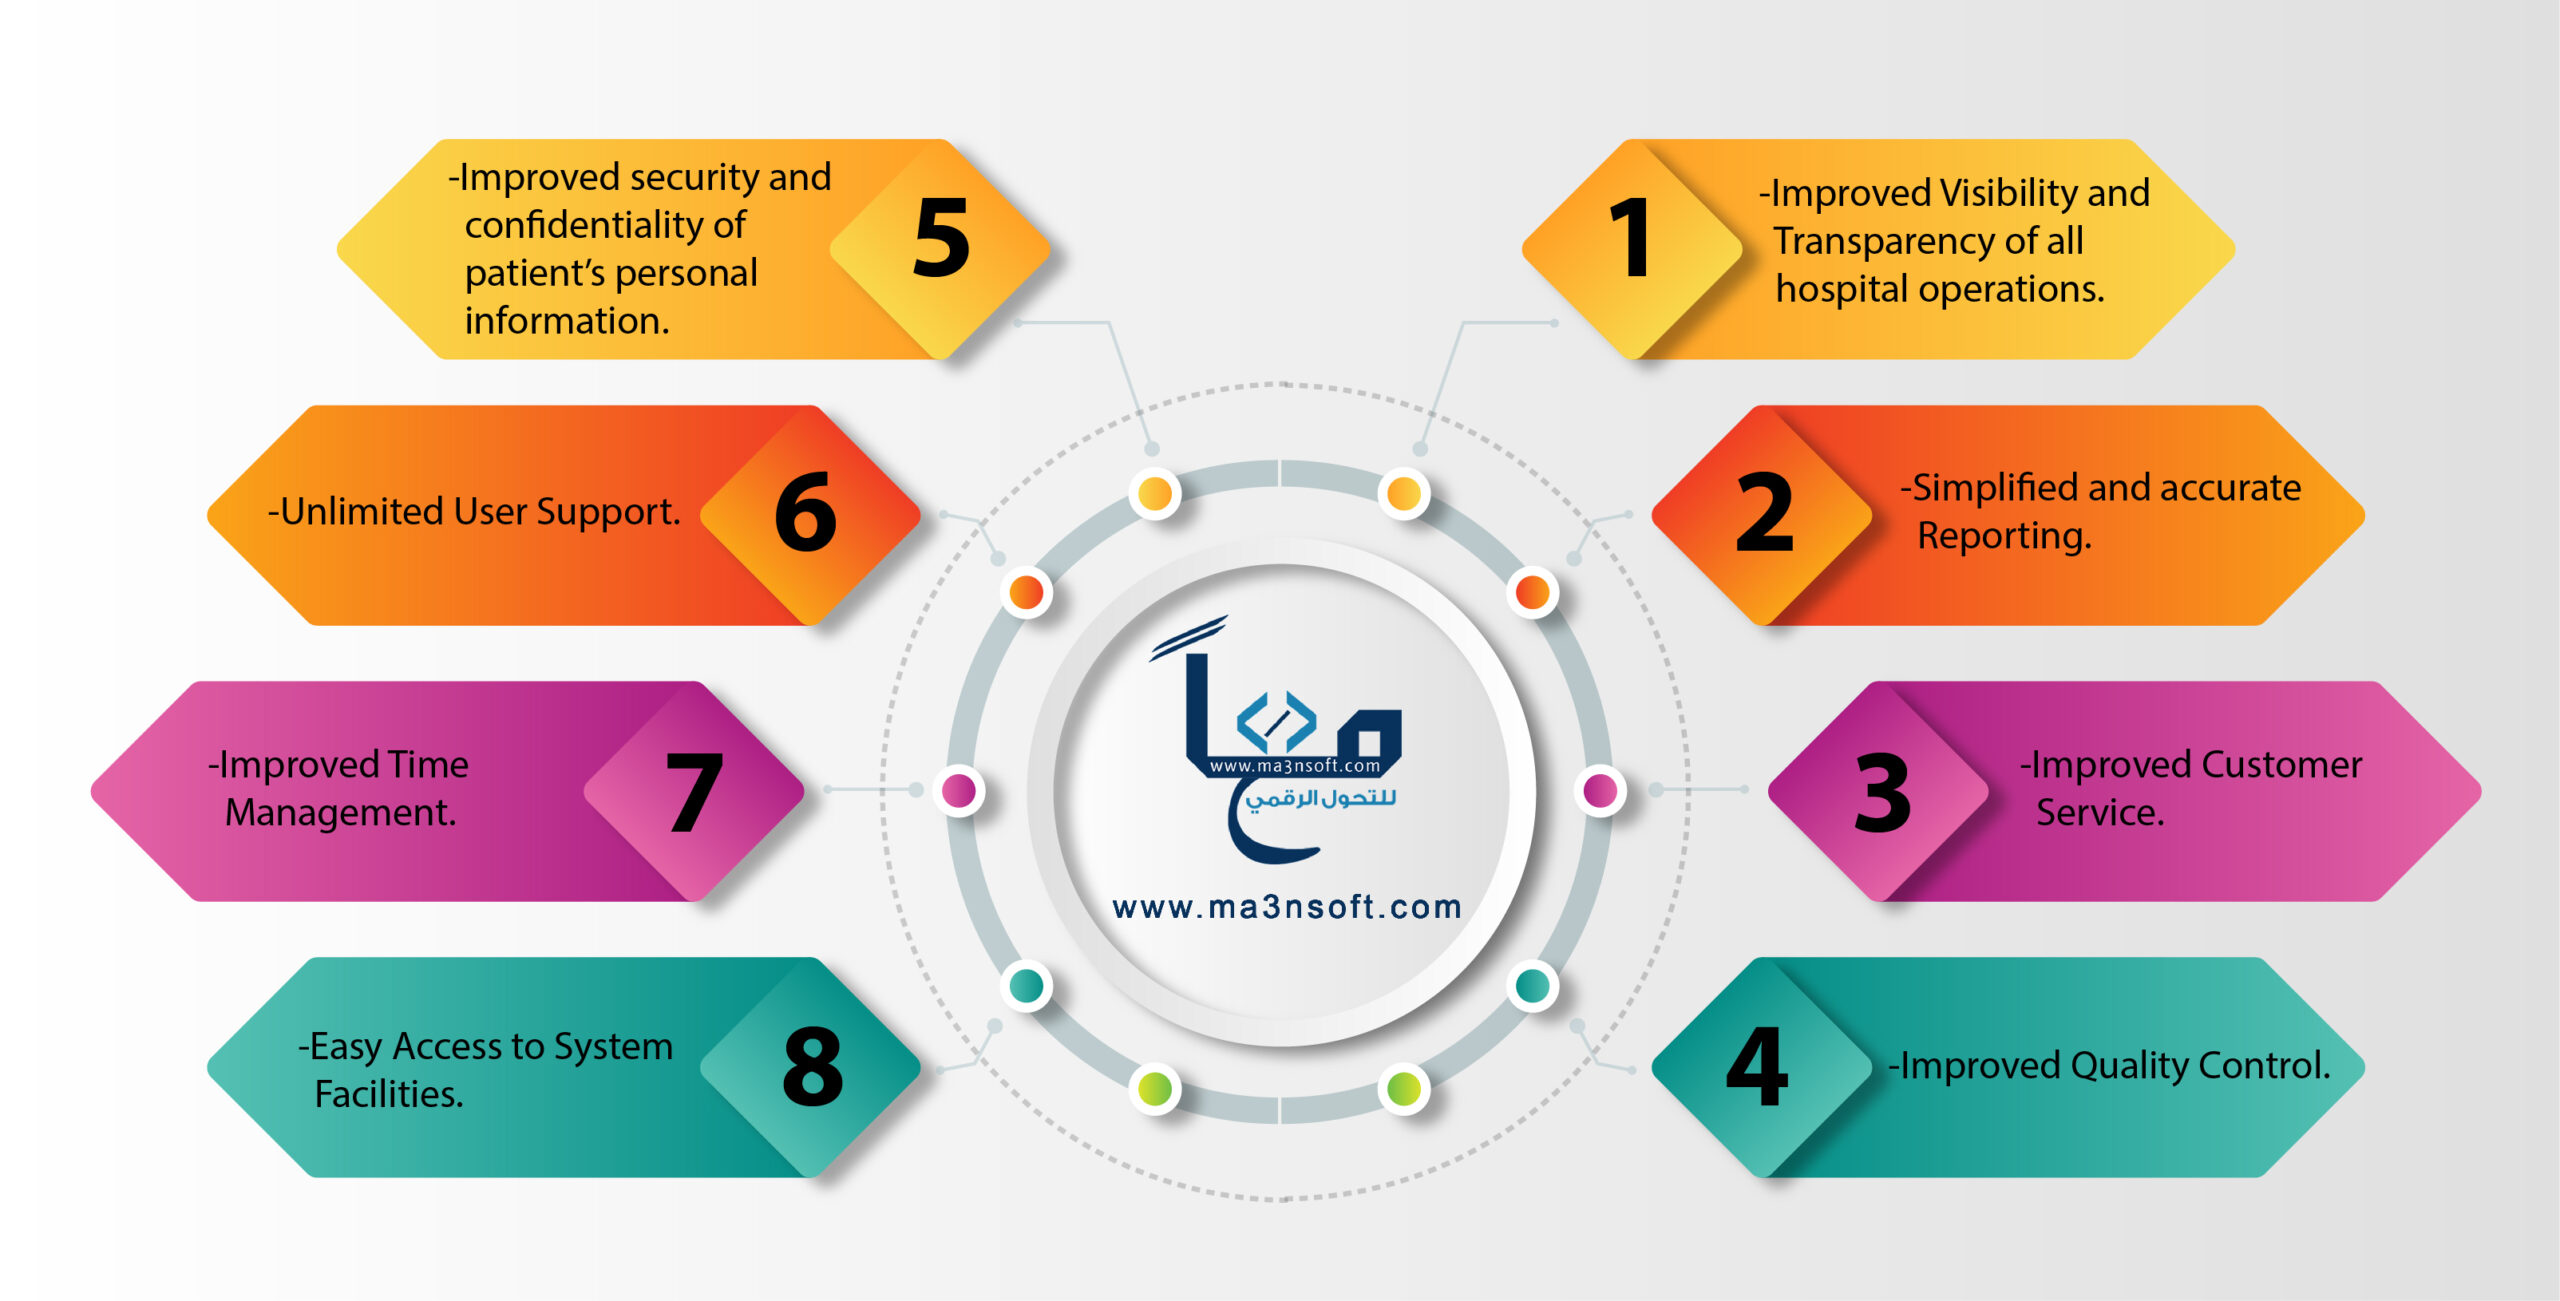 1
-Improved Visibility and
Transparency of all
hospital operations.
2
-Simplified and accurate
Reporting.
3
-Improved Customer
Service.
4
-Improved Quality Control.
5
-Improved security and
confidentiality of
patient’s personal
information.
6
-Unlimited User Support.
7
-Improved Time
Management.
8
-Easy Access to System
Facilities.
معاً
www.ma3nsoft.com
للتحول الرقمي
www.ma3nsoft.com